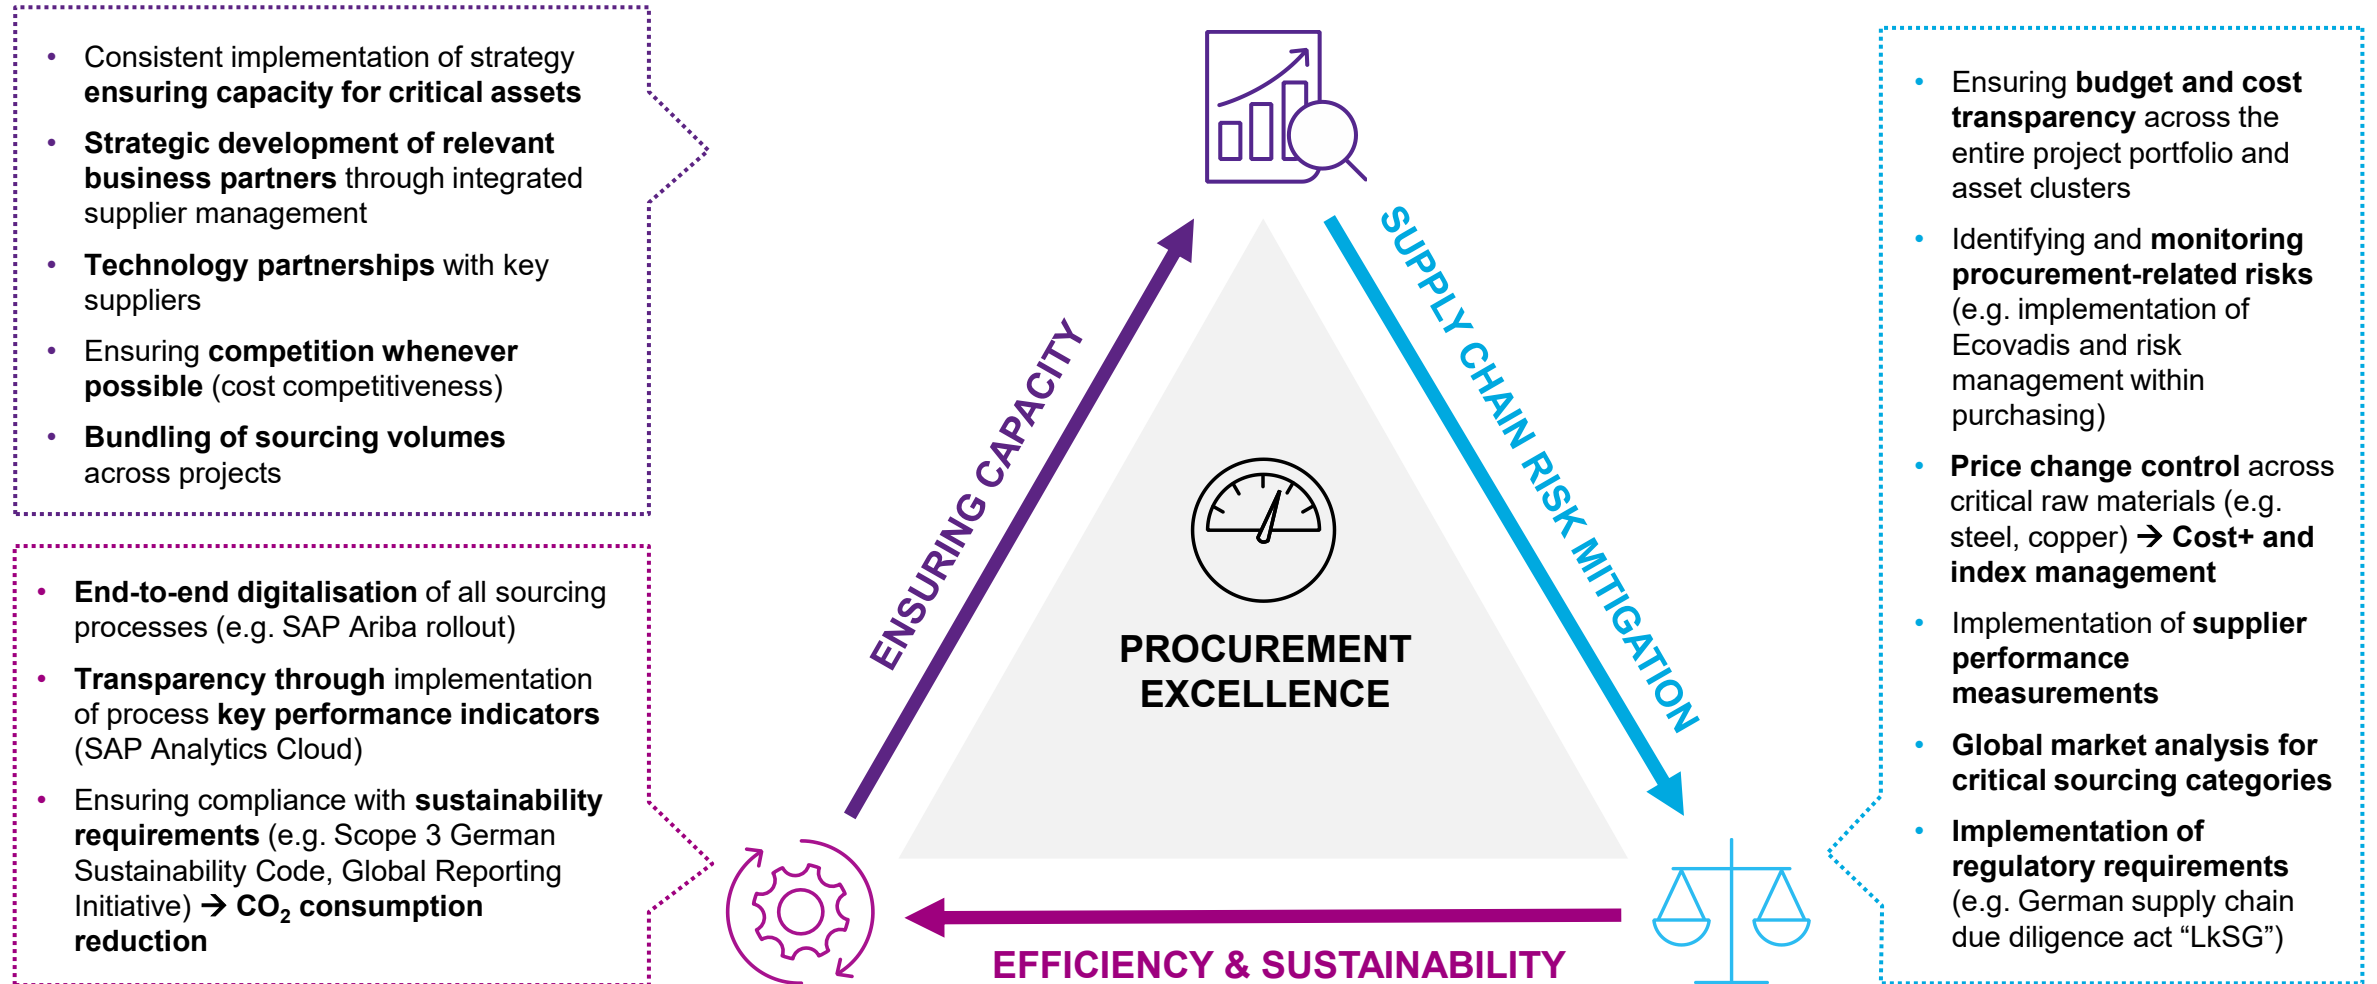 • Consistent implementation of strategy
ensuring capacity for critical assets
• Strategic development of relevant
business partners through integrated
supplier management
• Technology partnerships with key
suppliers
• Ensuring competition whenever
possible (cost competitiveness)
• Bundling of sourcing volumes
across projects
• End-to-end digitalisation of all sourcing
processes (e.g. SAP Ariba rollout)
• Transparency through implementation
of process key performance indicators
(SAP Analytics Cloud)
• Ensuring compliance with sustainability
requirements (e.g. Scope 3 German
Sustainability Code, Global Reporting
Initiative) → CO₂ consumption
reduction
ENSURING CAPACITY
SUPPLY CHAIN RISK MITIGATION
PROCUREMENT
EXCELLENCE
EFFICIENCY & SUSTAINABILITY
• Ensuring budget and cost
transparency across the
entire project portfolio and
asset clusters
• Identifying and monitoring
procurement-related risks
(e.g. implementation of
Ecovadis and risk
management within
purchasing)
• Price change control across
critical raw materials (e.g.
steel, copper) → Cost+ and
index management
• Implementation of supplier
performance
measurements
• Global market analysis for
critical sourcing categories
• Implementation of
regulatory requirements
(e.g. German supply chain
due diligence act “LkSG”)